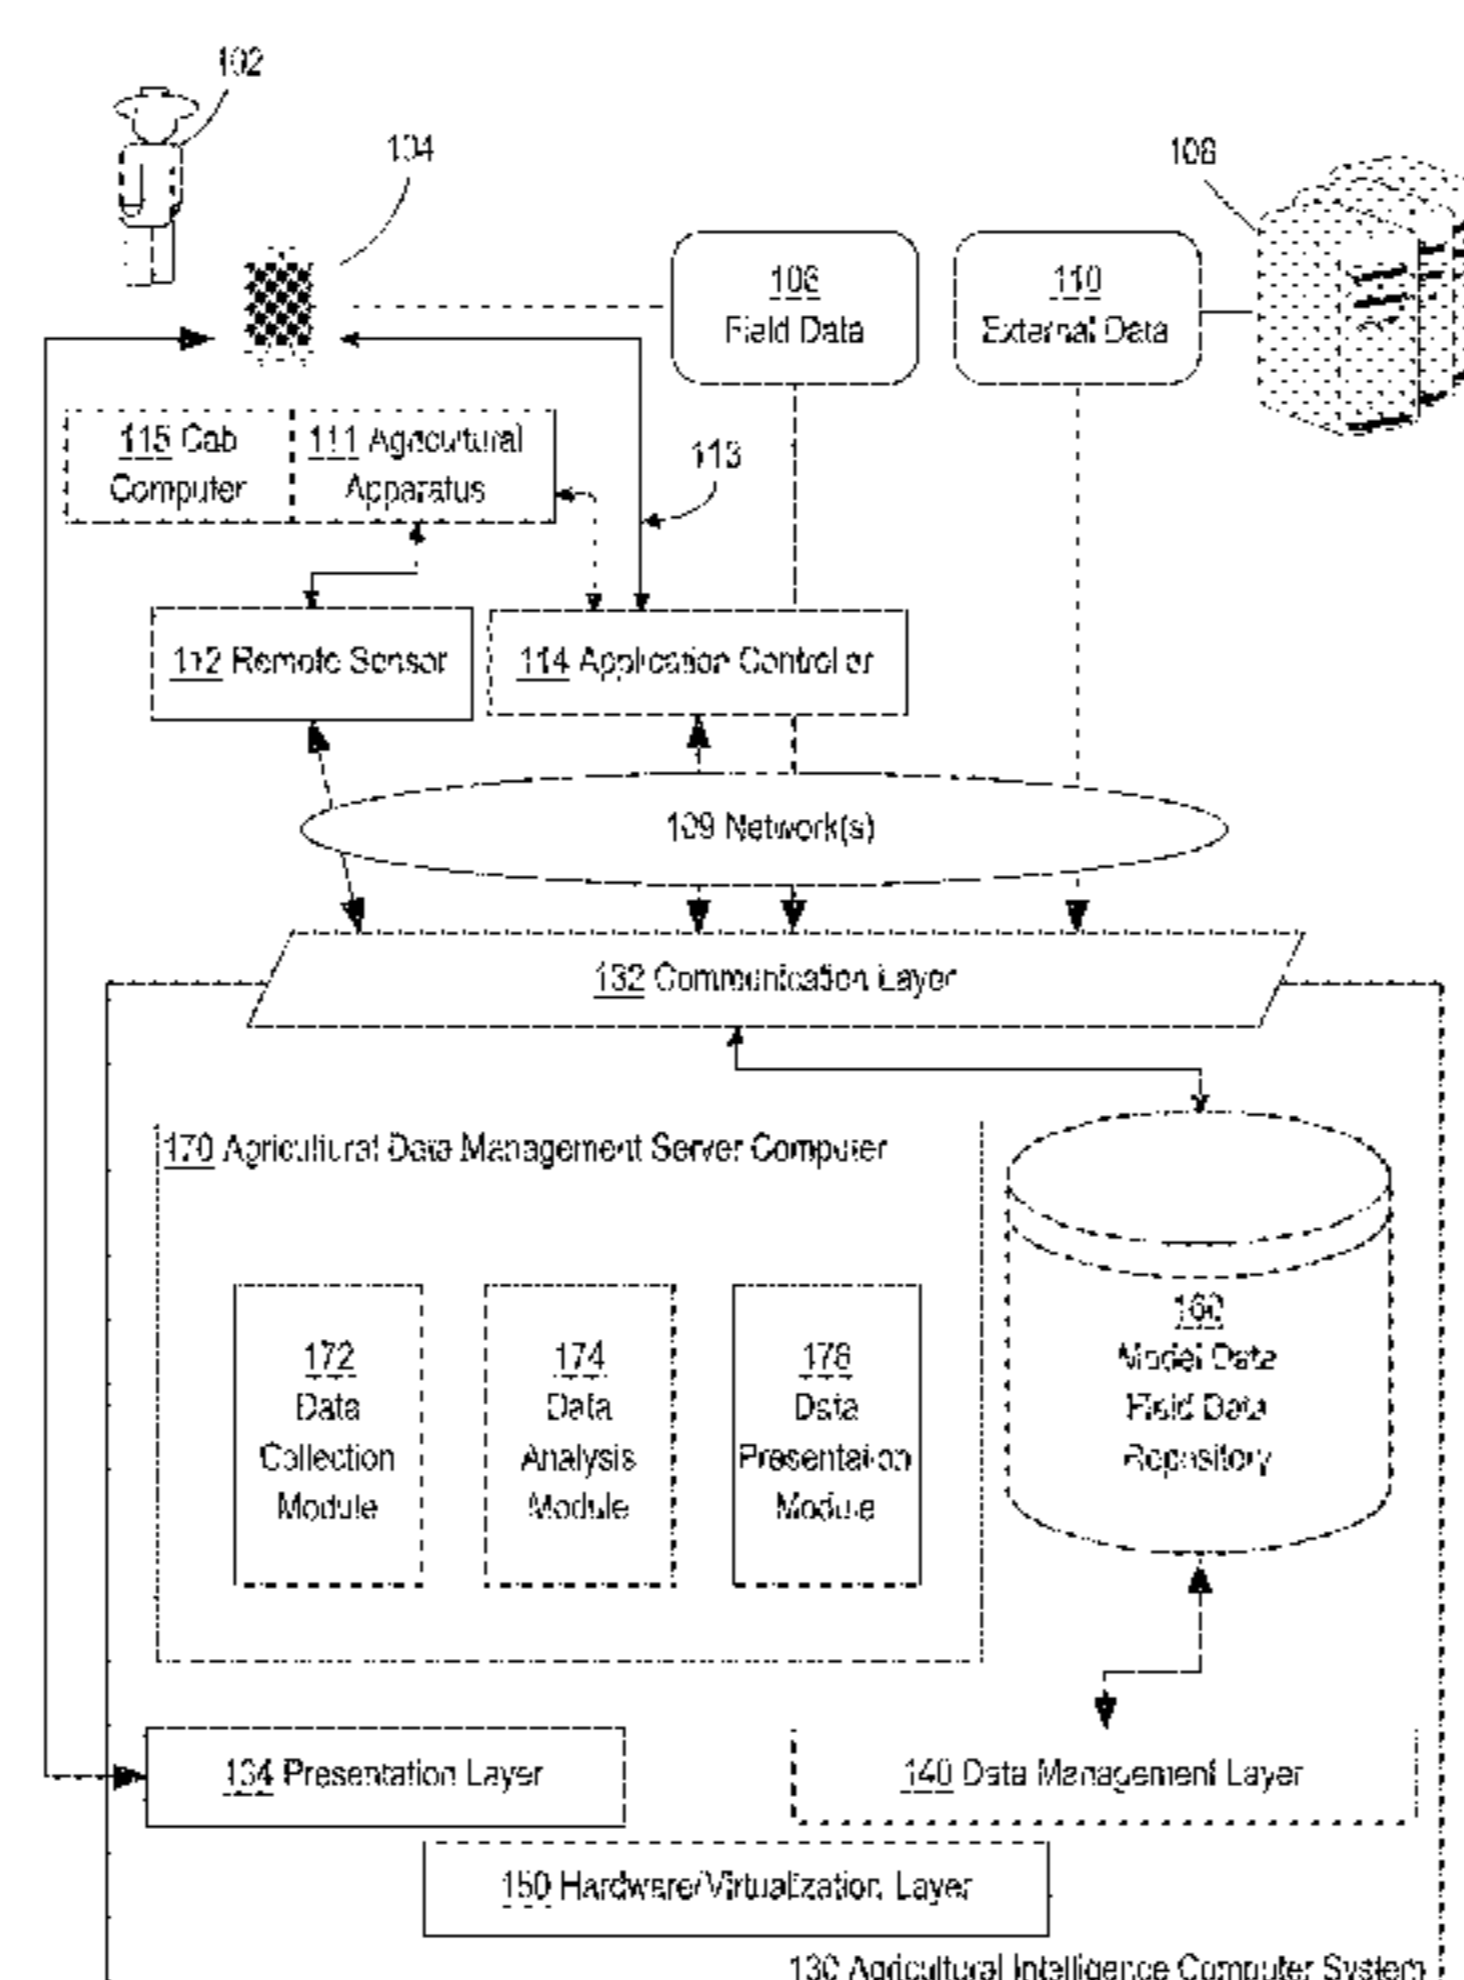 102
104
108
106
Field Data
110
External Data
115 Cab
Computer
111 Agricultural
Apparatus
113
112 Remote Sensor
114 Application Controller
109 Network(s)
132 Communication Layer
170 Agricultural Data Management Server Computer
172
Data
Collection
Module
174
Data
Analysis
Module
178
Data
Presentation
Module
160
Model Data
Field Data
Repository
134 Presentation Layer
140 Data Management Layer
150 Hardware/Virtualization Layer
130 Agricultural Intelligence Computer System